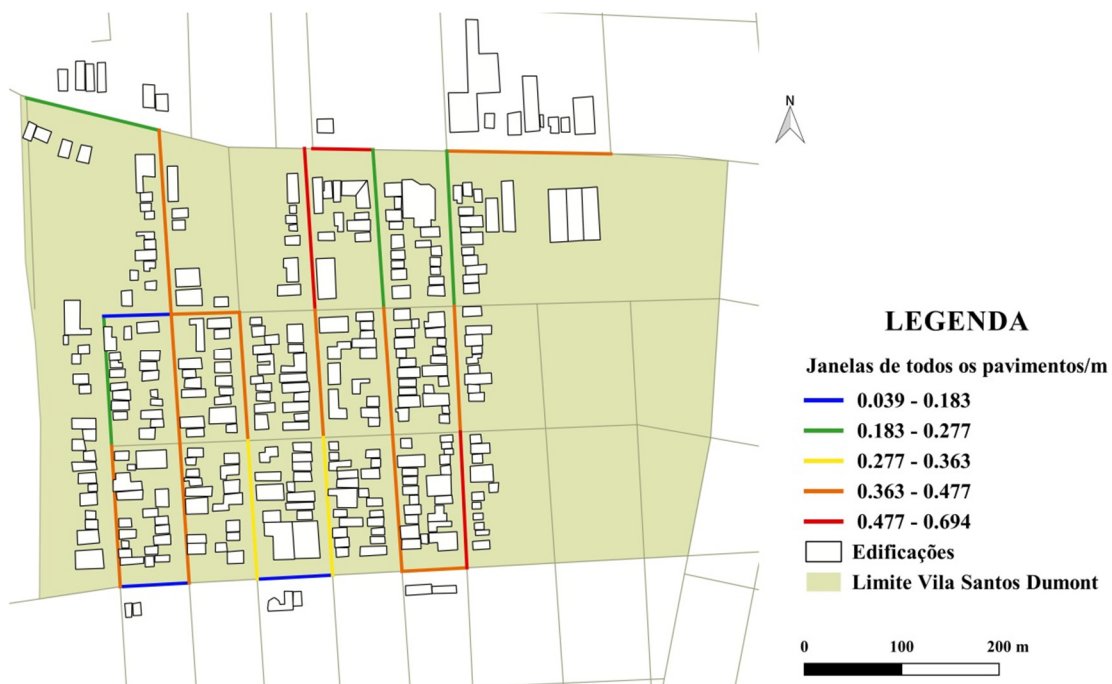 N
LEGENDA
Janelas de todos os pavimentos/m
0.039 - 0.183
0.183 - 0.277
0.277 - 0.363
0.363 - 0.477
0.477 - 0.694
Edificações
Limite Vila Santos Dumont
0 100 200 m